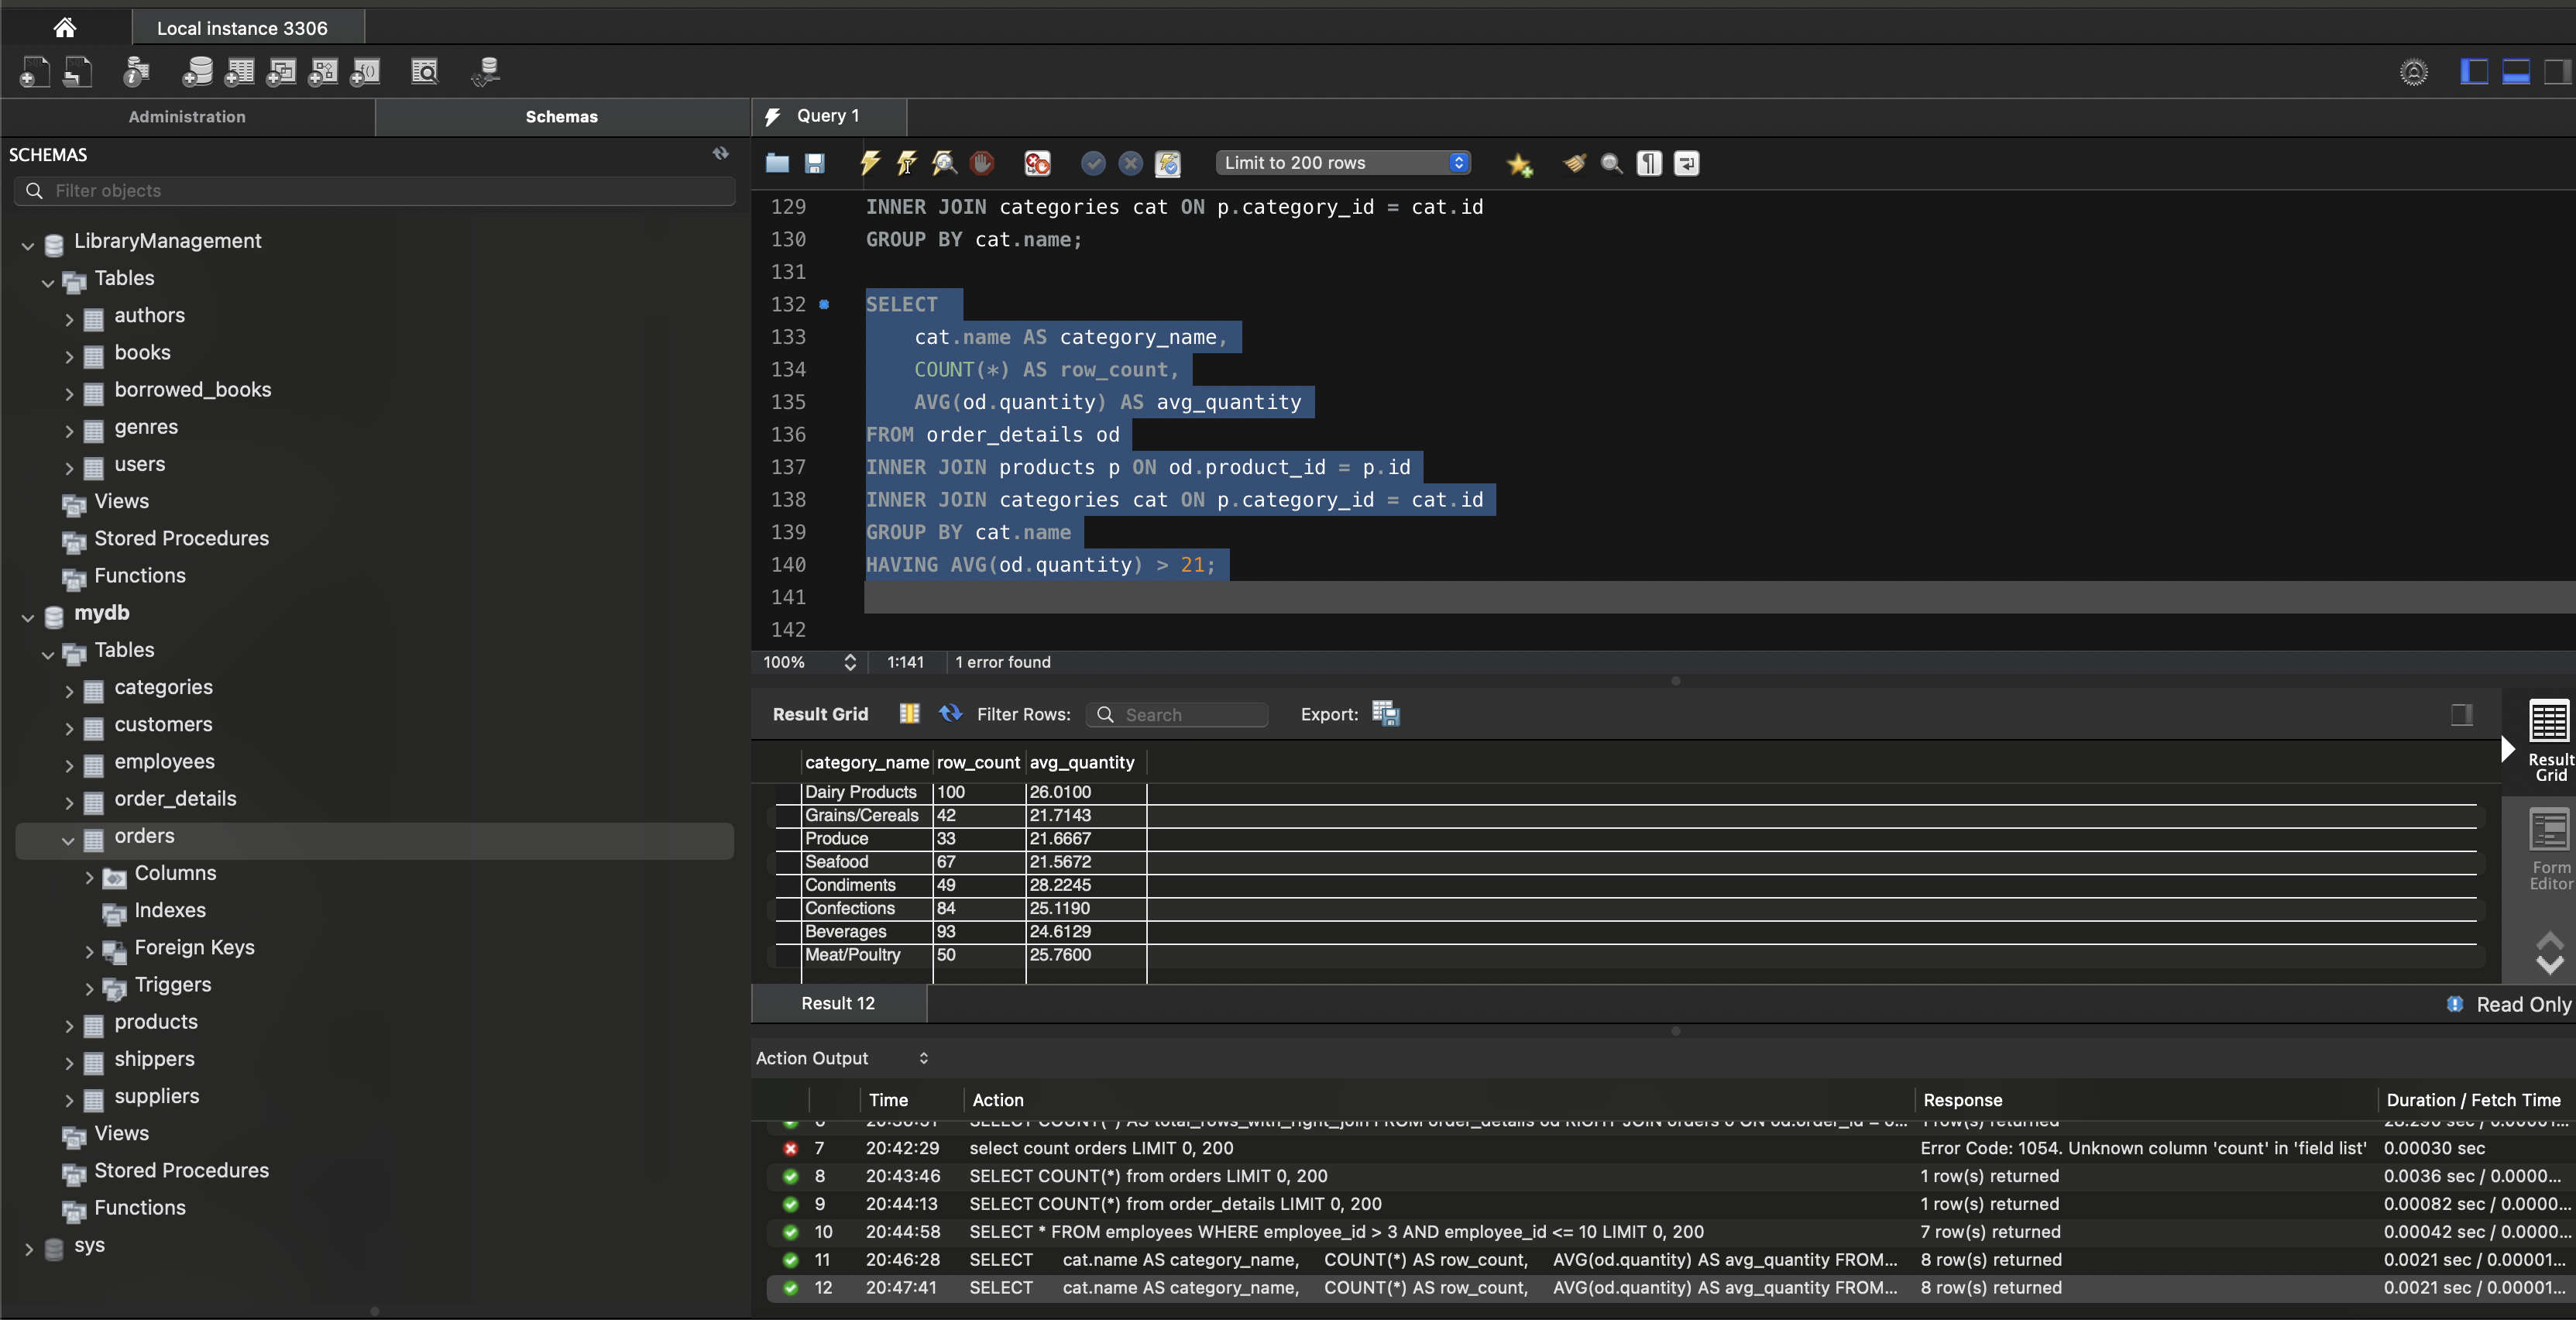 Local instance 3306
Administration
Schemas
Query 1
SCHEMAS
Filter objects
LibraryManagement
Tables
authors
books
borrowed_books
genres
users
Views
Stored Procedures
Functions
mydb
Tables
categories
customers
employees
order_details
orders
Columns
Indexes
Foreign Keys
Triggers
products
shippers
suppliers
Views
Stored Procedures
Functions
sys
Limit to 200 rows
129 INNER JOIN categories cat ON p.category_id = cat.id
130 GROUP BY cat.name;
131
132 SELECT
133 cat.name AS category_name,
134 COUNT(*) AS row_count,
135 AVG(od.quantity) AS avg_quantity
136 FROM order_details od
137 INNER JOIN products p ON od.product_id = p.id
138 INNER JOIN categories cat ON p.category_id = cat.id
139 GROUP BY cat.name
140 HAVING AVG(od.quantity) > 21;
141
142
100% 1:141 1 error found
Result Grid Filter Rows: Search Export:
category_name row_count avg_quantity
Dairy Products 100 26.0100
Grains/Cereals 42 21.7143
Produce 33 21.6667
Seafood 67 21.5672
Condiments 49 28.2245
Confections 84 25.1190
Beverages 93 24.6129
Meat/Poultry 50 25.7600
Result
Grid
Form
Editor
Result 12 Read Only
Action Output
Time Action Response Duration / Fetch Time
7 20:42:29 select count orders LIMIT 0, 200 Error Code: 1054. Unknown column 'count' in 'field list' 0.00030 sec
8 20:43:46 SELECT COUNT(*) from orders LIMIT 0, 200 1 row(s) returned 0.0036 sec / 0.0000...
9 20:44:13 SELECT COUNT(*) from order_details LIMIT 0, 200 1 row(s) returned 0.00082 sec / 0.0000...
10 20:44:58 SELECT * FROM employees WHERE employee_id > 3 AND employee_id <= 10 LIMIT 0, 200 7 row(s) returned 0.00042 sec / 0.0000...
11 20:46:28 SELECT cat.name AS category_name, COUNT(*) AS row_count, AVG(od.quantity) AS avg_quantity FROM... 8 row(s) returned 0.0021 sec / 0.00001...
12 20:47:41 SELECT cat.name AS category_name, COUNT(*) AS row_count, AVG(od.quantity) AS avg_quantity FROM... 8 row(s) returned 0.0021 sec / 0.00001...